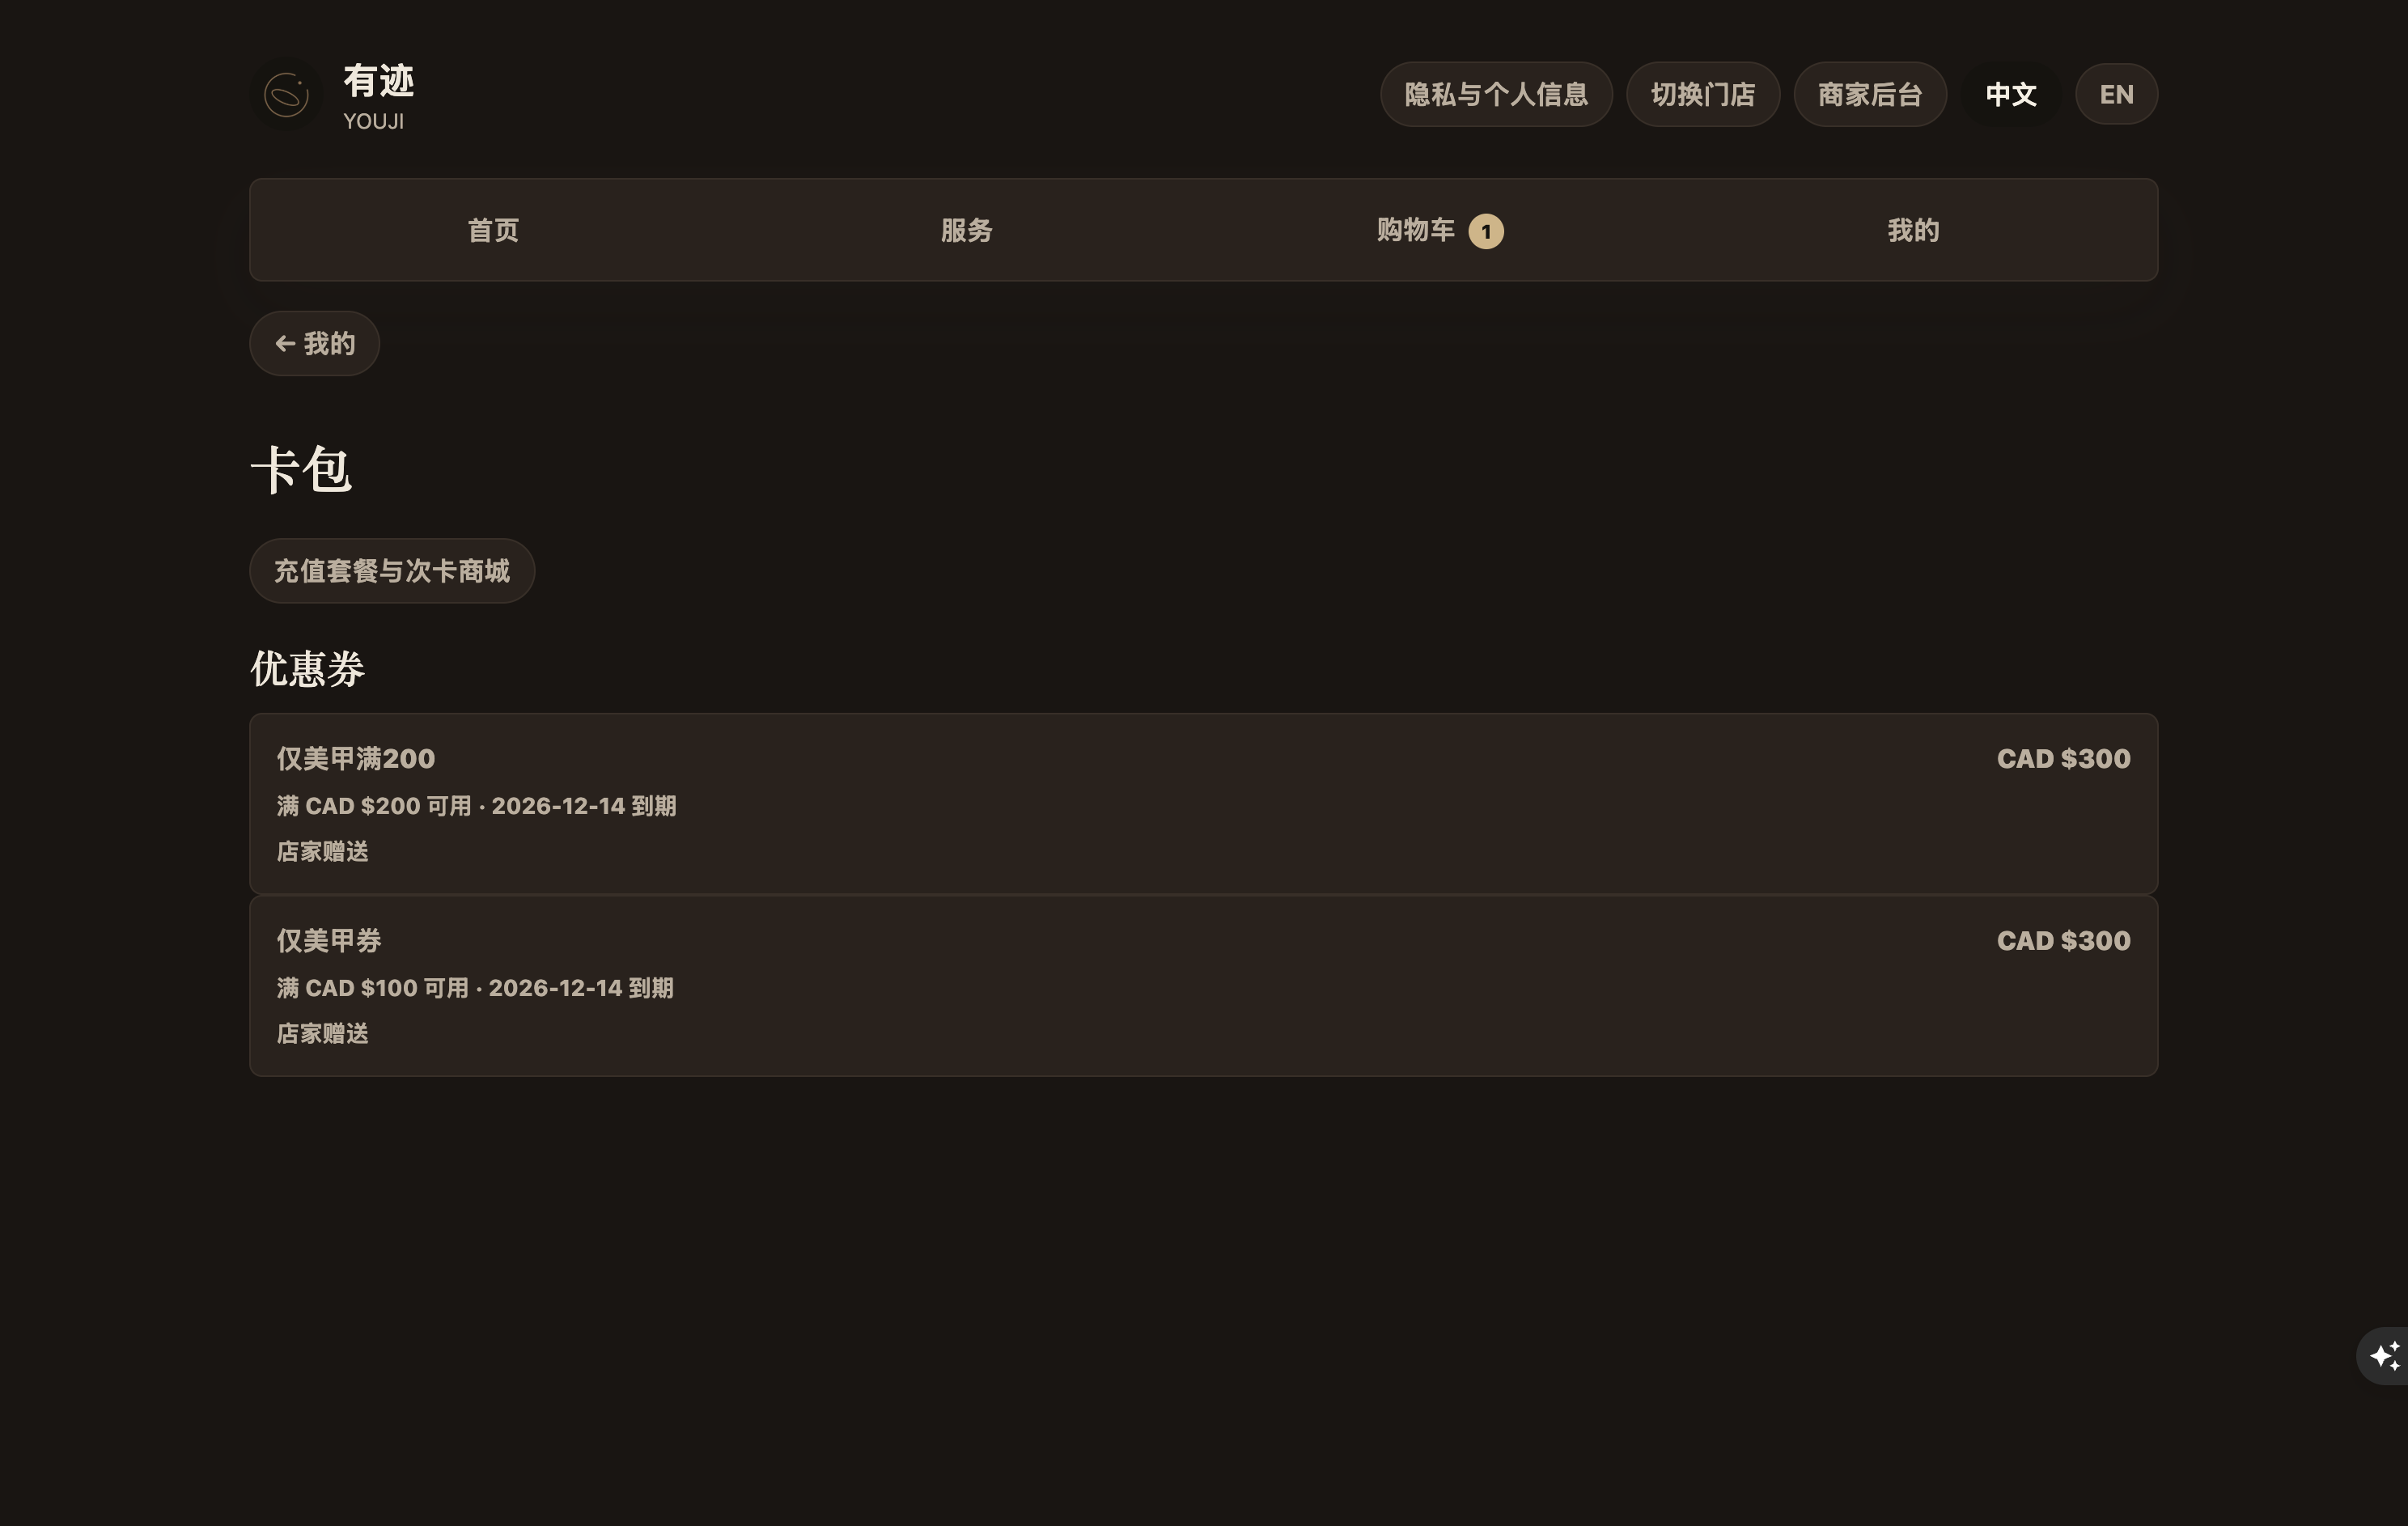 有迹
YOUJI
隐私与个人信息 切换门店 商家后台 中文 EN
首页 服务 购物车 1 我的
← 我的
卡包
充值套餐与次卡商城
优惠券
仅美甲满200 CAD $300
满 CAD $200 可用 · 2026-12-14 到期
店家赠送
仅美甲券 CAD $300
满 CAD $100 可用 · 2026-12-14 到期
店家赠送